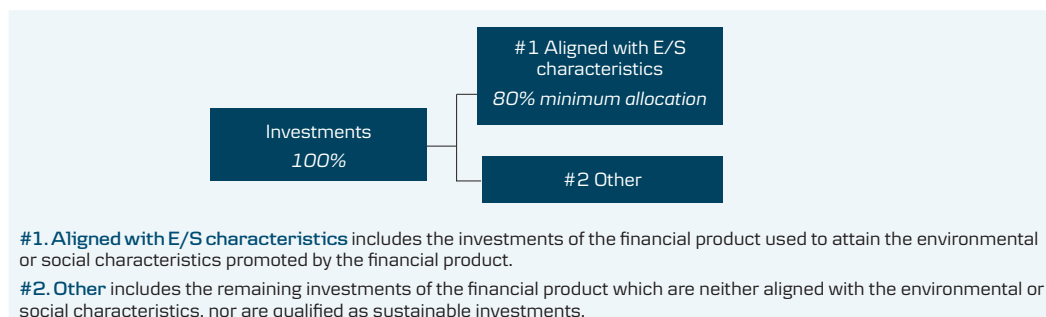 #1 Aligned with E/S
characteristics
80% minimum allocation
Investments
100%
#2 Other
#1. Aligned with E/S characteristics includes the investments of the financial product used to attain the environmental
or social characteristics promoted by the financial product.
#2. Other includes the remaining investments of the financial product which are neither aligned with the environmental or
social characteristics, nor are qualified as sustainable investments.